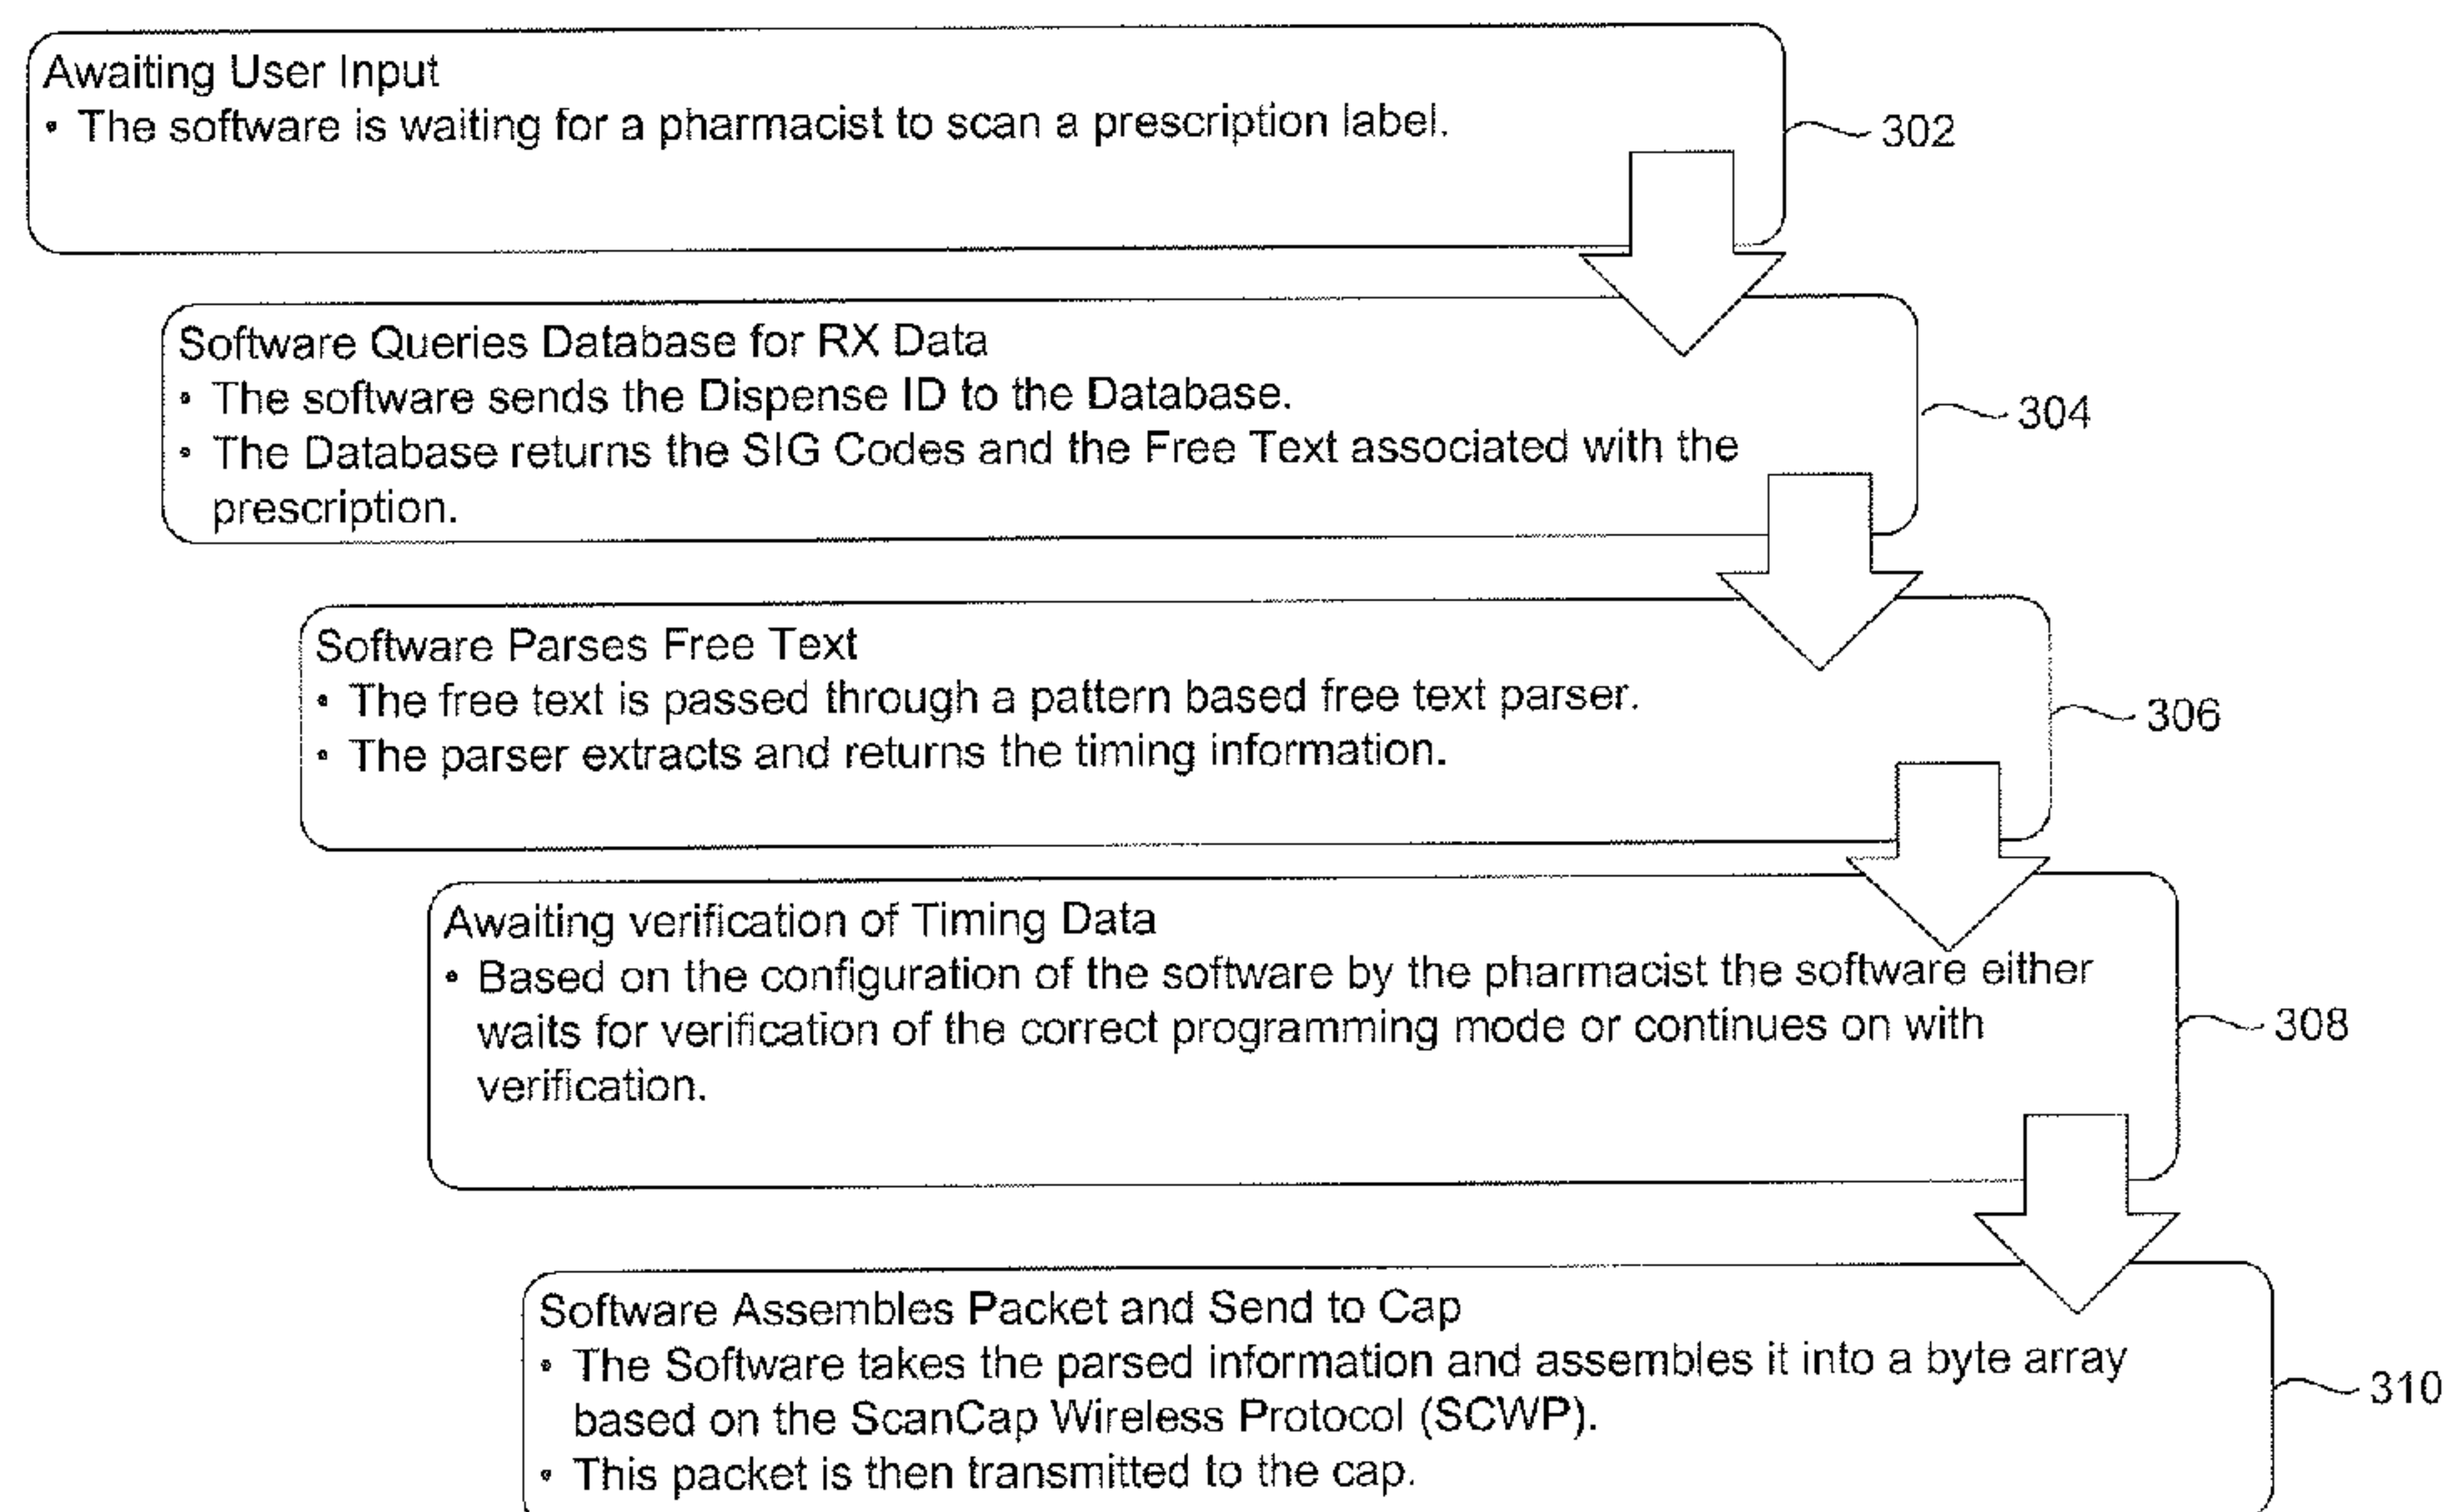 Awaiting User Input
• The software is waiting for a pharmacist to scan a prescription label.
302
Software Queries Database for RX Data
• The software sends the Dispense ID to the Database.
• The Database returns the SIG Codes and the Free Text associated with the
prescription.
304
Software Parses Free Text
• The free text is passed through a pattern based free text parser.
• The parser extracts and returns the timing information.
306
Awaiting verification of Timing Data
• Based on the configuration of the software by the pharmacist the software either
waits for verification of the correct programming mode or continues on with
verification.
308
Software Assembles Packet and Send to Cap
• The Software takes the parsed information and assembles it into a byte array
based on the ScanCap Wireless Protocol (SCWP).
• This packet is then transmitted to the cap.
310